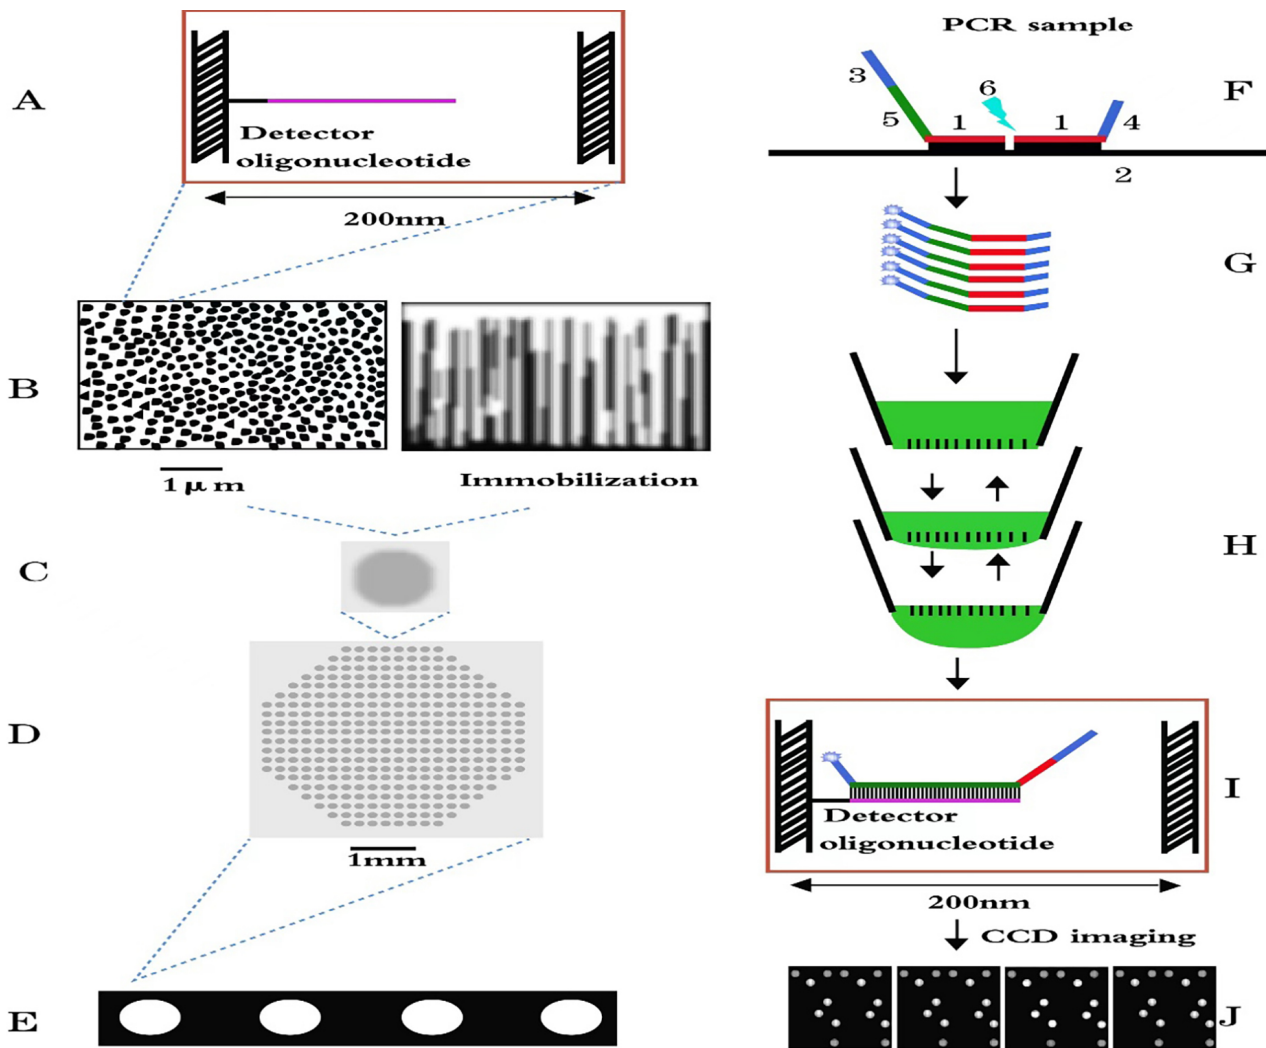 A
Detector
oligonucleotide
200nm
B
1μm
Immobilization
C
D
1mm
E
PCR sample
3
6
F
5
1
1
4
2
G
H
I
Detector
oligonucleotide
200nm
CCD imaging
J